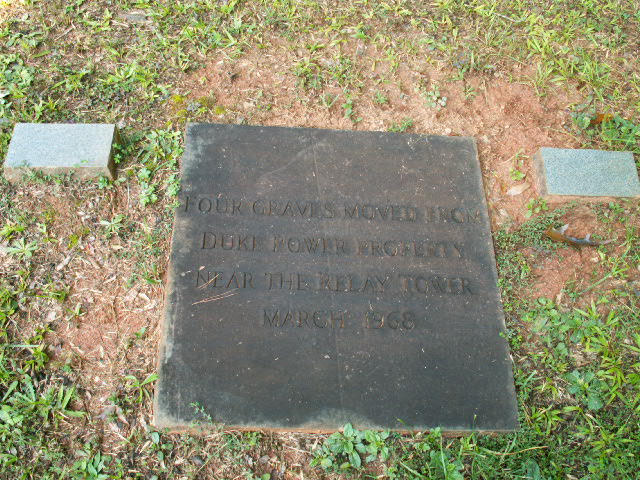 FOUR GRAVES MOVED FROM
DUKE POWER PROPERTY
NEAR THE RELAY TOWER
MARCH 1968